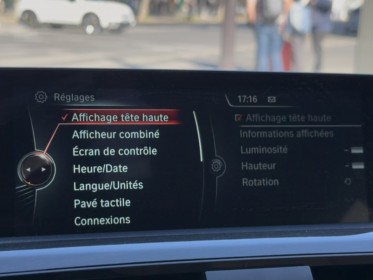 Réglages
17:16
✓ Affichage tête haute
Afficheur combiné
Écran de contrôle
Heure/Date
Langue/Unités
Pavé tactile
Connexions
Affichage tête haute
Informations affichées
Luminosité
Hauteur
Rotation